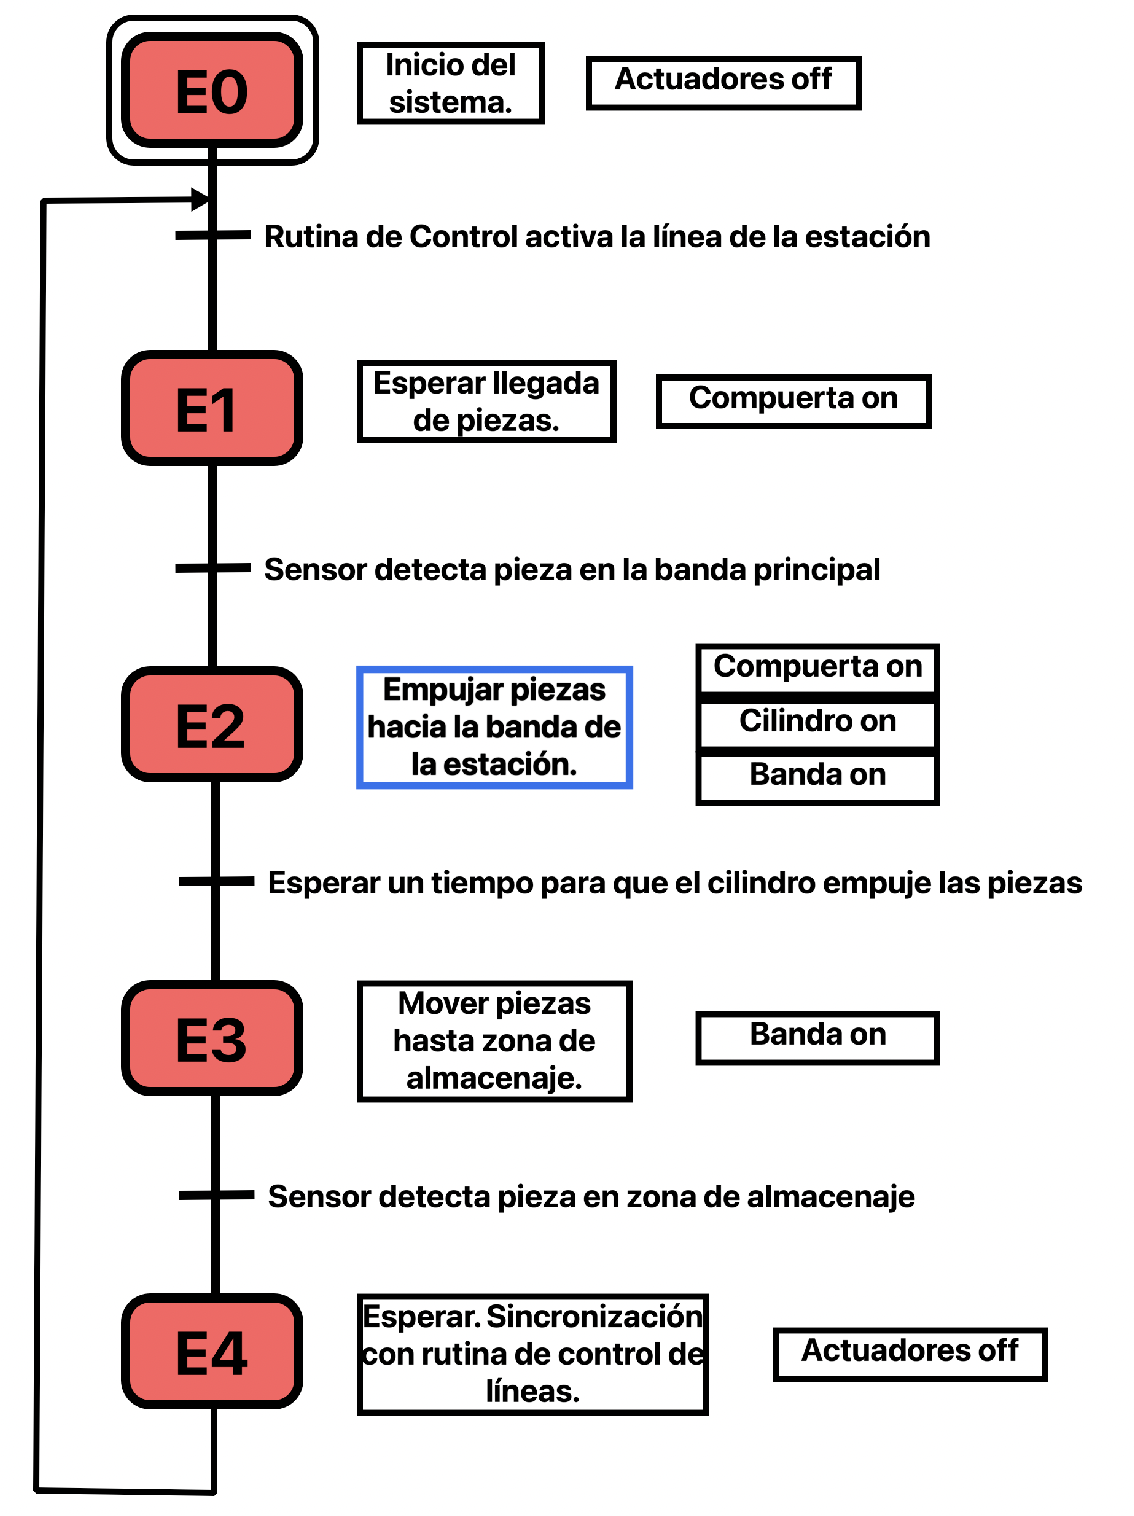 E0
Inicio del
sistema.
Actuadores off
Rutina de Control activa la línea de la estación
E1
Esperar llegada
de piezas.
Compuerta on
Sensor detecta pieza en la banda principal
E2
Empujar piezas
hacia la banda de
la estación.
Compuerta on
Cilindro on
Banda on
Esperar un tiempo para que el cilindro empuje las piezas
E3
Mover piezas
hasta zona de
almacenaje.
Banda on
Sensor detecta pieza en zona de almacenaje
E4
Esperar. Sincronización
con rutina de control de
líneas.
Actuadores off